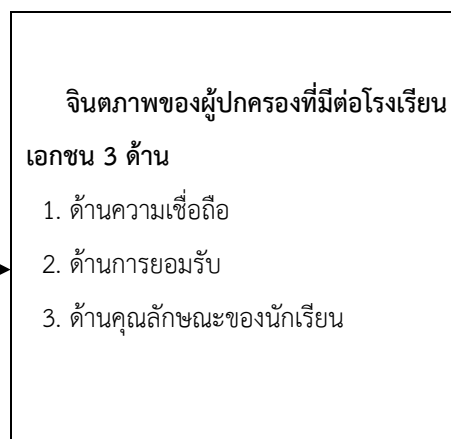 จินตภาพของผู้ปกครองที่มีต่อโรงเรียน
เอกชน 3 ด้าน
1. ด้านความเชื่อถือ
2. ด้านการยอมรับ
3. ด้านคุณลักษณะของนักเรียน